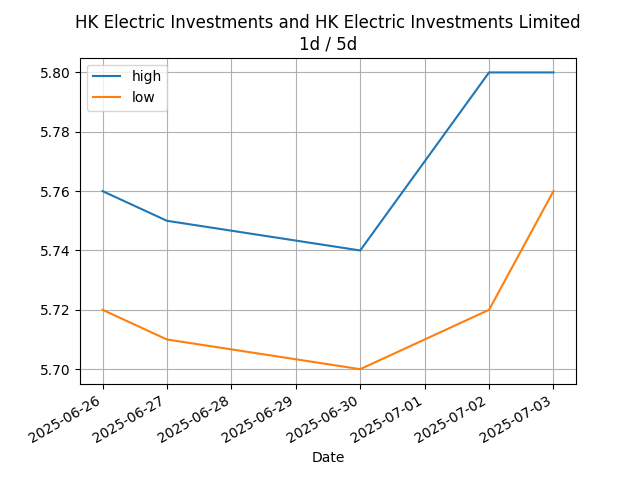 HK Electric Investments and HK Electric Investments Limited
1d / 5d
high
low
5.80
5.78
5.76
5.74
5.72
5.70
2025-06-26
2025-06-27
2025-06-28
2025-06-29
2025-06-30
2025-07-01
2025-07-02
2025-07-03
Date